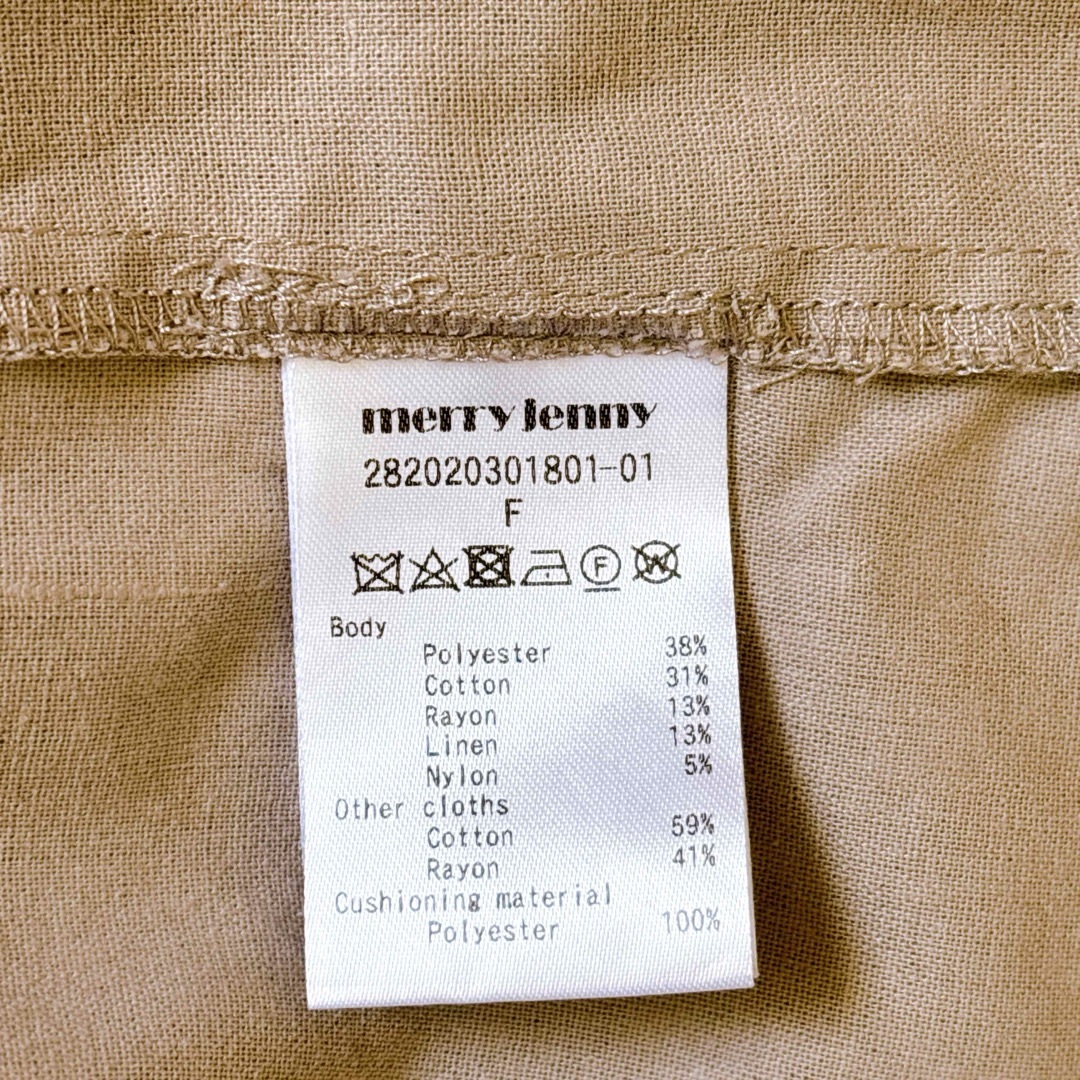 merry jenny
282020301801-01
F
F W
Body
Polyester 38%
Cotton 31%
Rayon 13%
Linen 13%
Nylon 5%
Other cloths
Cotton 59%
Rayon 41%
Cushioning material
Polyester 100%